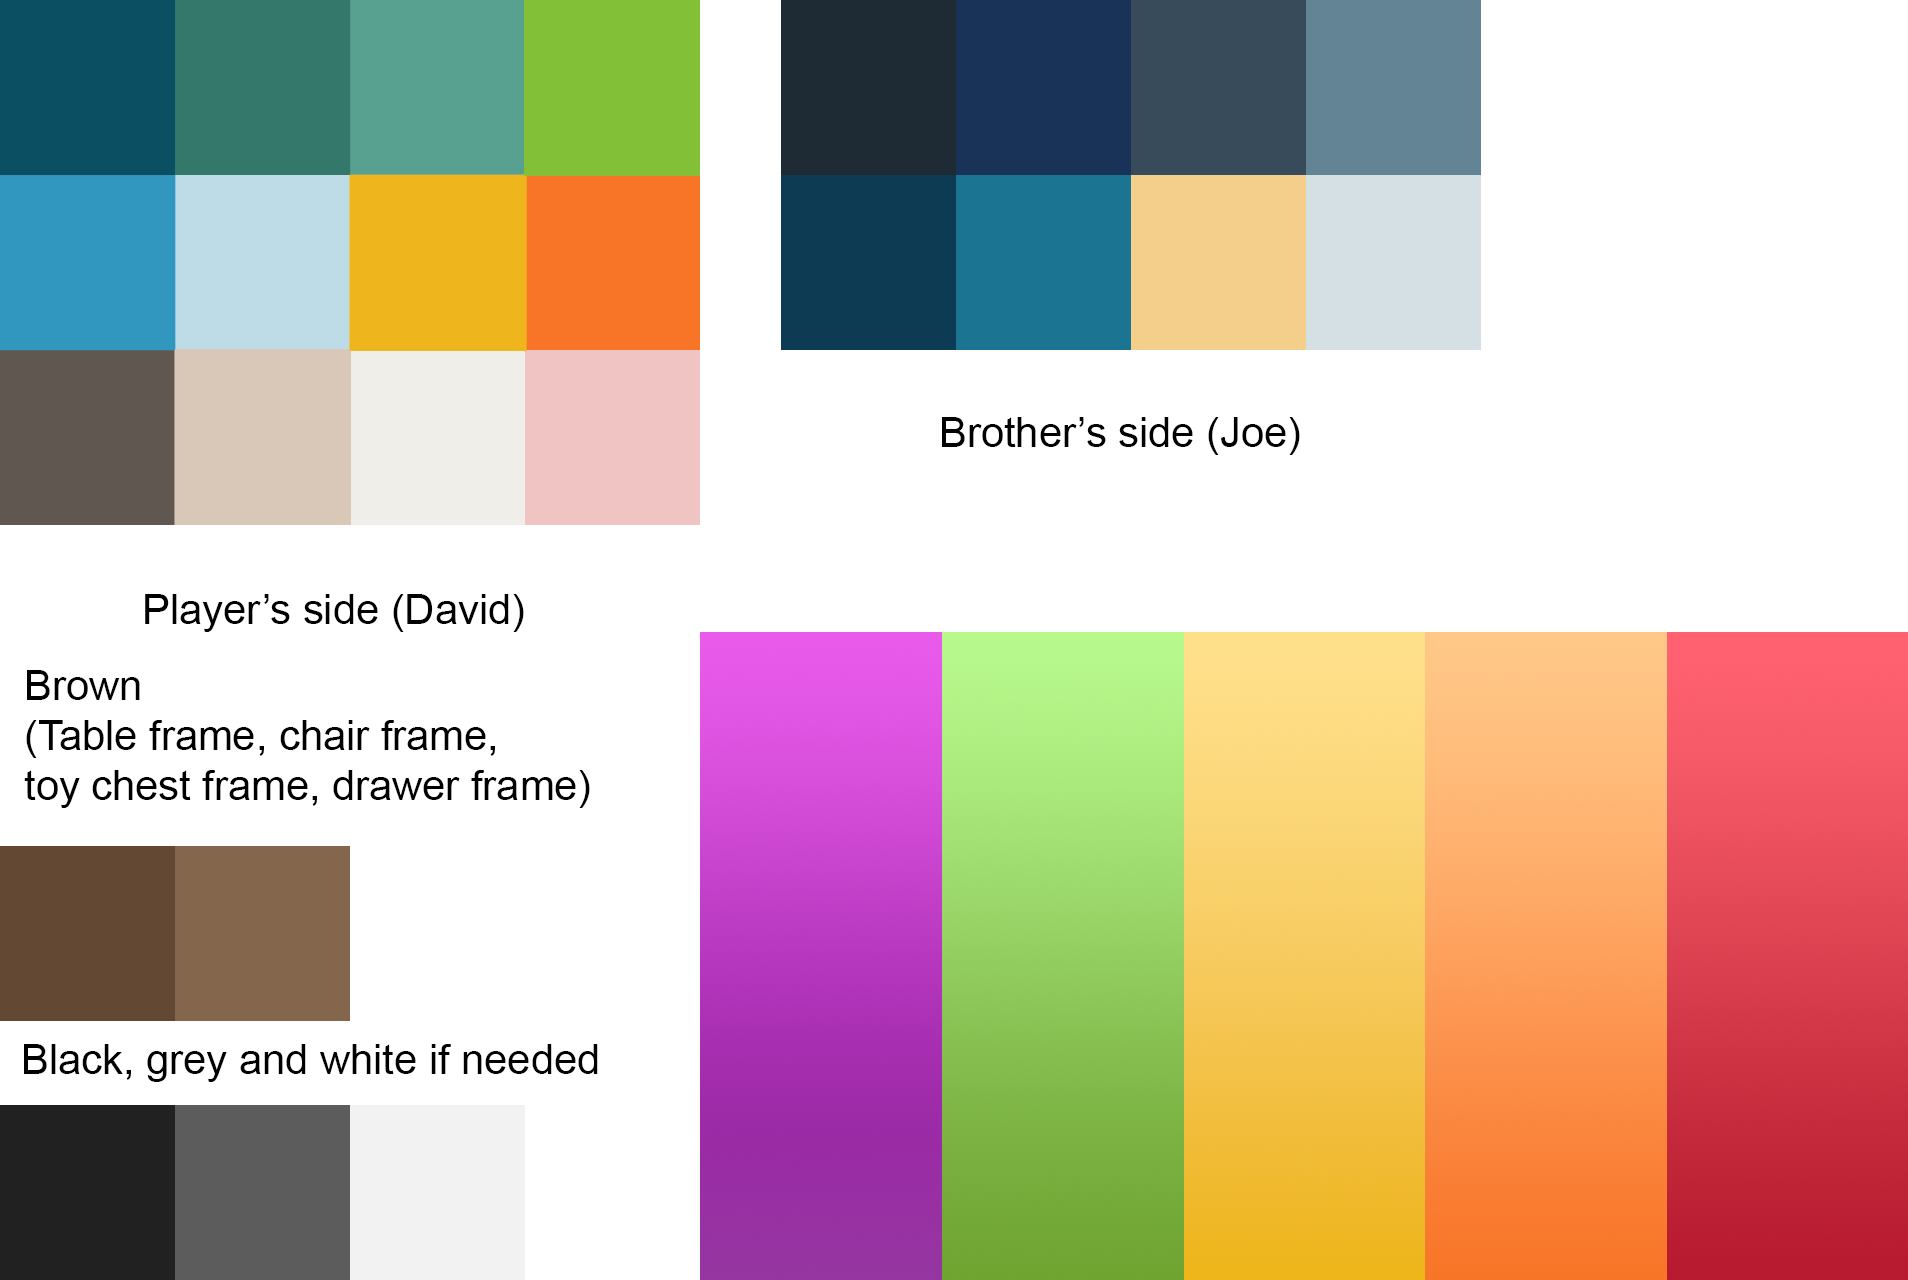 Brother’s side (Joe)
Player’s side (David)
Brown
(Table frame, chair frame,
toy chest frame, drawer frame)
Black, grey and white if needed